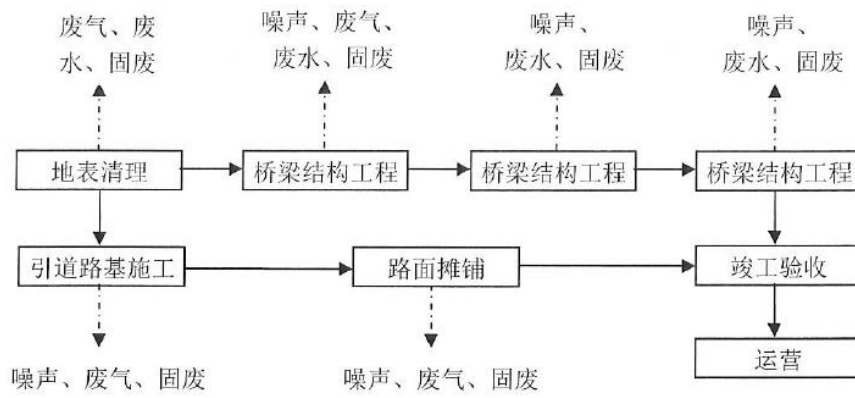 废气、废
水、固废
噪声、废气、
废水、固废
噪声、
废水、固废
噪声、
废水、固废
地表清理
桥梁结构工程
桥梁结构工程
桥梁结构工程
引道路基施工
路面摊铺
竣工验收
运营
噪声、废气、固废
噪声、废气、固废